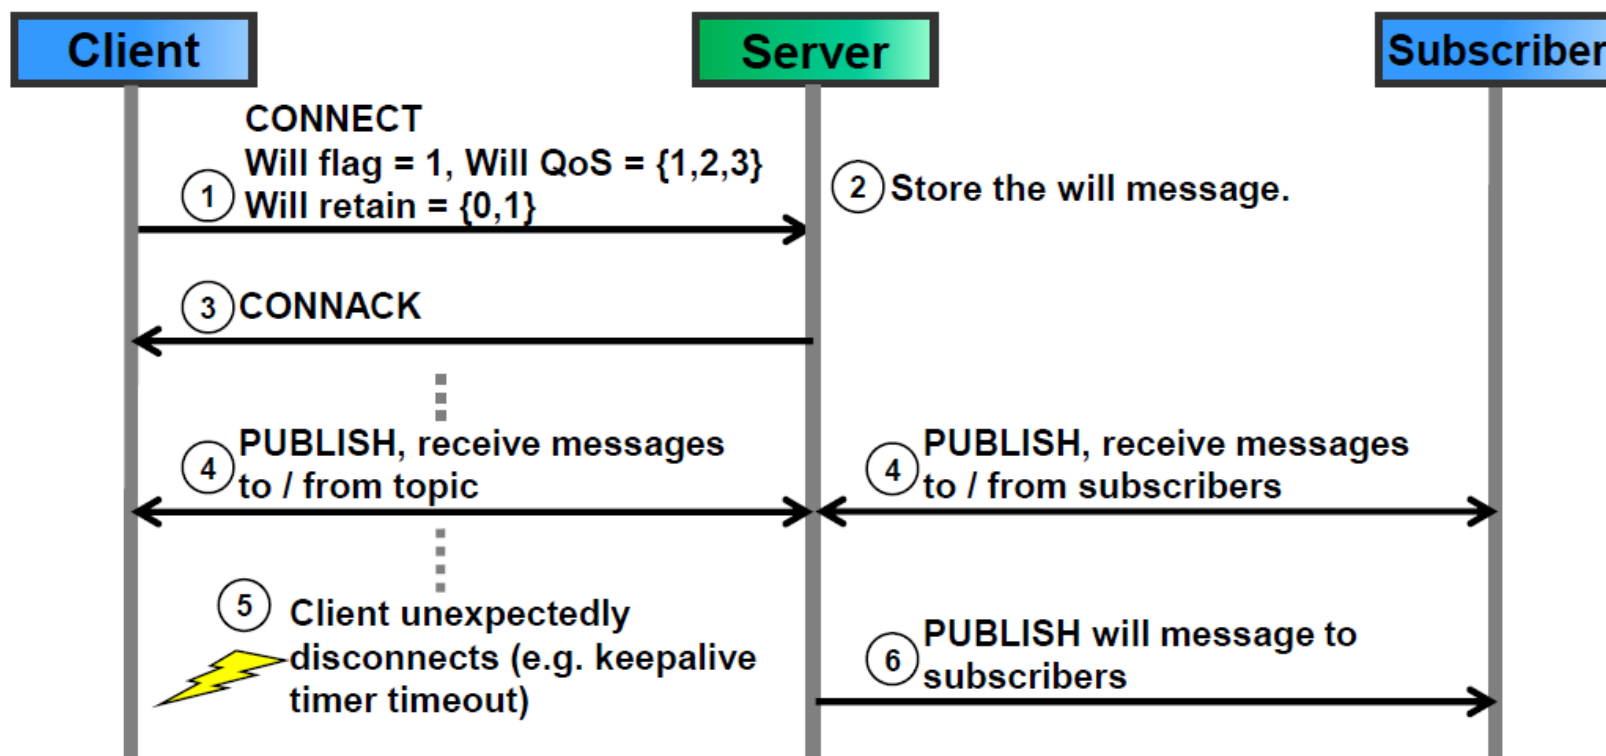 Client
Server
Subscriber
CONNECT
Will flag = 1, Will QoS = {1,2,3}
1
Will retain = {0,1}
2 Store the will message.
3 CONNACK
PUBLISH, receive messages
4
to / from topic
PUBLISH, receive messages
4
to / from subscribers
5
Client unexpectedly
disconnects (e.g. keepalive
timer timeout)
PUBLISH will message to
6
subscribers